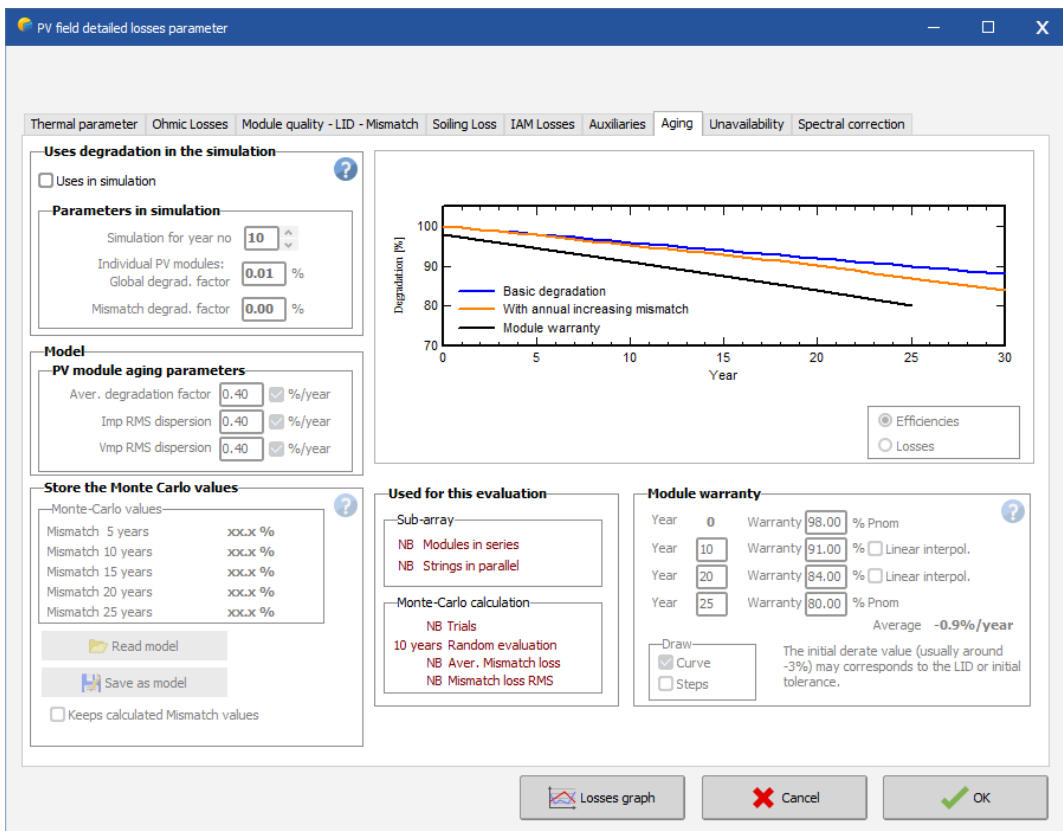 PV field detailed losses parameter
Thermal parameter Ohmic Losses Module quality - LID - Mismatch Soiling Loss IAM Losses Auxiliaries Aging Unavailability Spectral correction
Uses degradation in the simulation
Uses in simulation
Parameters in simulation
Simulation for year no 10
Individual PV modules:
Global degrad. factor 0.01 %
Mismatch degrad. factor 0.00 %
Model
PV module aging parameters
Aver. degradation factor 0.40 %/year
Imp RMS dispersion 0.40 %/year
Vmp RMS dispersion 0.40 %/year
Degradation [%]
100
90
80
70
Basic degradation
With annual increasing mismatch
Module warranty
0 5 10 15 20 25 30
Year
Efficiencies
Losses
Store the Monte Carlo values
Monte-Carlo values
Mismatch 5 years xx.x %
Mismatch 10 years xx.x %
Mismatch 15 years xx.x %
Mismatch 20 years xx.x %
Mismatch 25 years xx.x %
Read model
Save as model
Keeps calculated Mismatch values
Used for this evaluation
Sub-array
NB Modules in series
NB Strings in parallel
Monte-Carlo calculation
NB Trials
10 years Random evaluation
NB Aver. Mismatch loss
NB Mismatch loss RMS
Module warranty
Year 0 Warranty 98.00 % Pnom
Year 10 Warranty 91.00 % Linear interpol.
Year 20 Warranty 84.00 % Linear interpol.
Year 25 Warranty 80.00 % Pnom
Average -0.9%/year
Draw
Curve
Steps
The initial derate value (usually around
-3%) may corresponds to the LID or initial
tolerance.
Losses graph
Cancel
OK